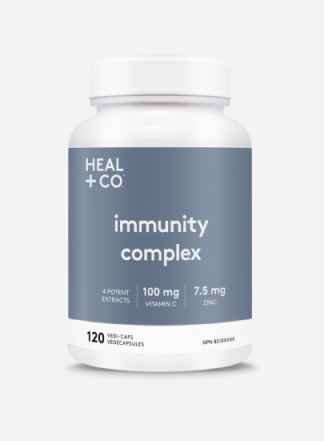 HEAL
+ CO.
immunity
complex
4 POTENT
EXTRACTS
100 mg
VITAMIN C
7.5 mg
ZINC
120 VEGI-CAPS
VÉGÉCAPSULES